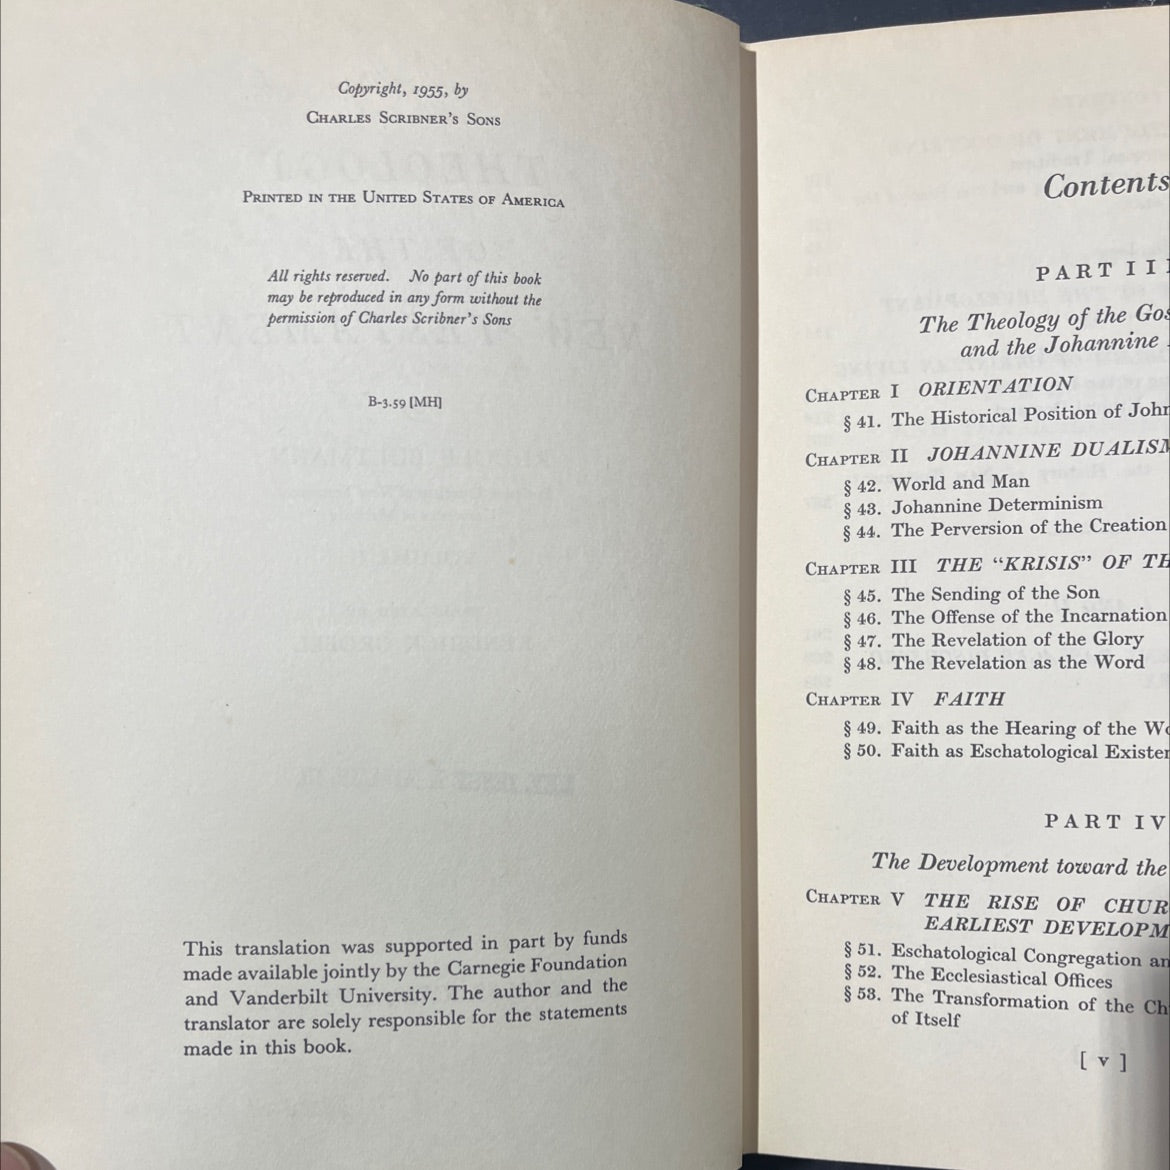 Copyright, 1955, by
Charles Scribner's Sons
Printed in the United States of America
All rights reserved. No part of this book
may be reproduced in any form without the
permission of Charles Scribner's Sons
B-3.59 [MH]
This translation was supported in part by funds
made available jointly by the Carnegie Foundation
and Vanderbilt University. The author and the
translator are solely responsible for the statements
made in this book.
Contents
PART III
The Theology of the Gos
and the Johannine
Chapter I ORIENTATION
§ 41. The Historical Position of John
Chapter II JOHANNINE DUALISM
§ 42. World and Man
§ 43. Johannine Determinism
§ 44. The Perversion of the Creation
Chapter III THE "KRISIS" OF TH
§ 45. The Sending of the Son
§ 46. The Offense of the Incarnation
§ 47. The Revelation of the Glory
§ 48. The Revelation as the Word
Chapter IV FAITH
§ 49. Faith as the Hearing of the Wo
§ 50. Faith as Eschatological Existen
PART IV
The Development toward the
Chapter V THE RISE OF CHUR
EARLIEST DEVELOPM
§ 51. Eschatological Congregation an
§ 52. The Ecclesiastical Offices
§ 53. The Transformation of the Ch
of Itself
[ v ]